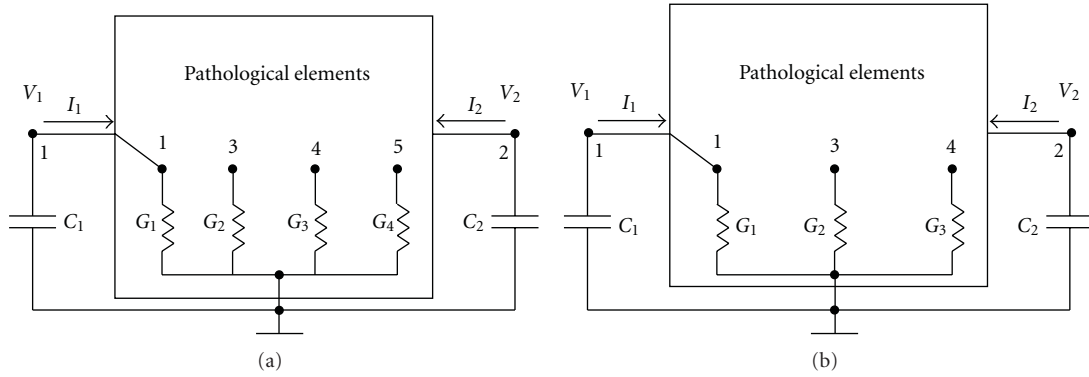 Pathological elements
V1
I1
I2
V2
1
1
3
4
5
2
C1
G1
G2
G3
G4
C2
(a)
Pathological elements
V1
I1
I2
V2
1
1
3
4
2
C1
G1
G2
G3
C2
(b)